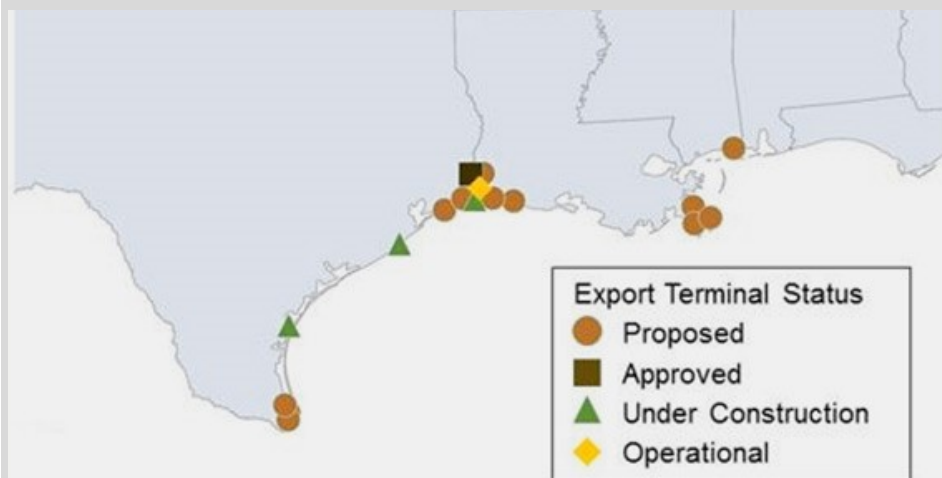 Export Terminal Status
Proposed
Approved
Under Construction
Operational